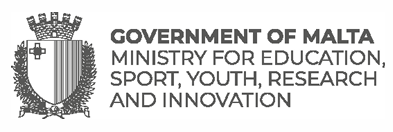 GOVERNMENT OF MALTA
MINISTRY FOR EDUCATION,
SPORT, YOUTH, RESEARCH
AND INNOVATION